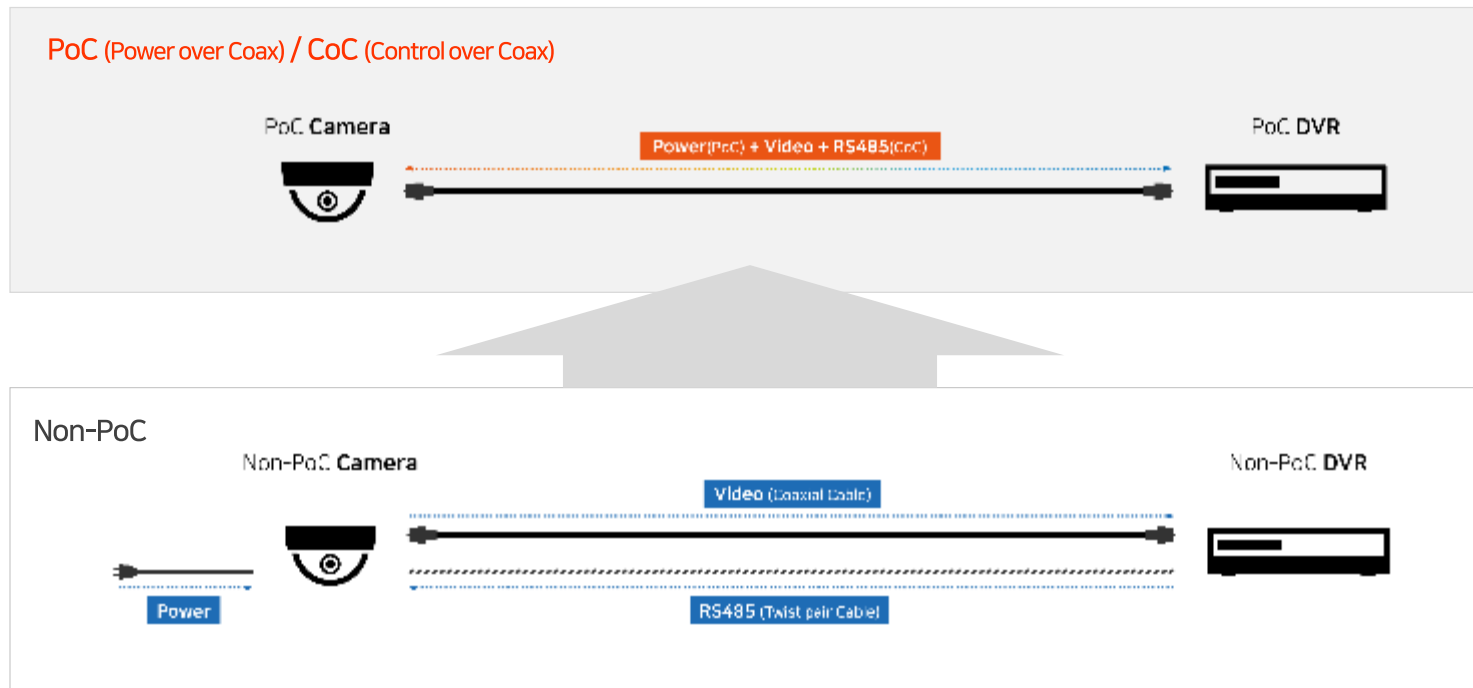 PoC (Power over Coax) / CoC (Control over Coax)
PoC Camera
PoC DVR
Power(PoC) + Video + RS485(CoC)
Non-PoC
Non-PoC Camera
Non-PoC DVR
Video (Coaxial Cable)
Power
RS485 (Twist pair Cable)